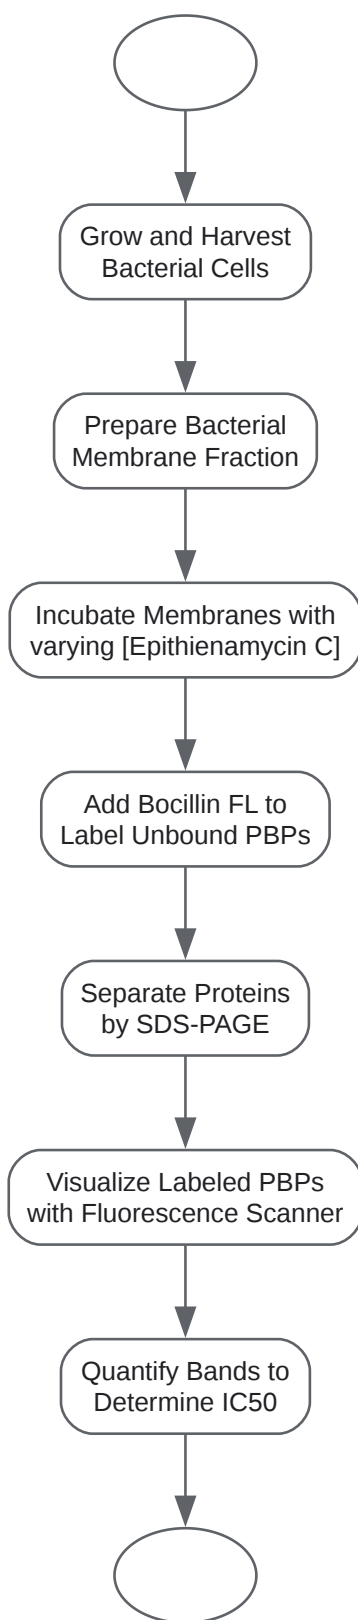 Grow and Harvest
Bacterial Cells
Prepare Bacterial
Membrane Fraction
Incubate Membranes with
varying [Epithienamycin C]
Add Bocillin FL to
Label Unbound PBPs
Separate Proteins
by SDS-PAGE
Visualize Labeled PBPs
with Fluorescence Scanner
Quantify Bands to
Determine IC50